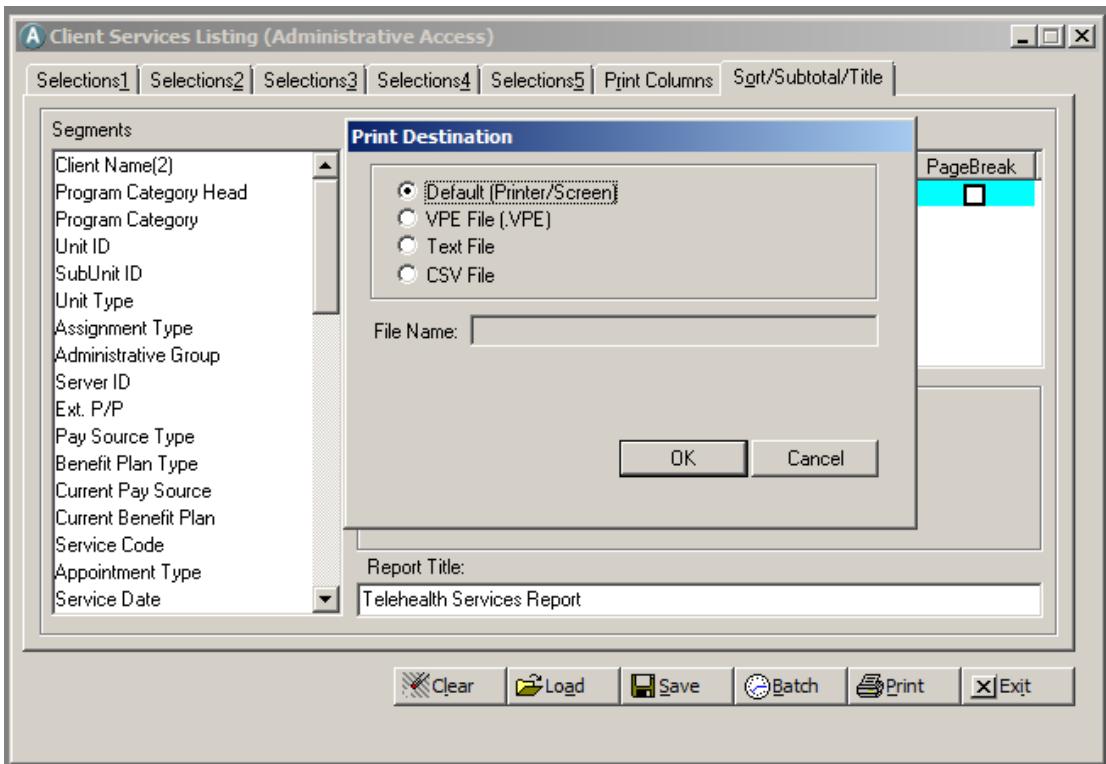 A Client Services Listing (Administrative Access)
Selections1 Selections2 Selections3 Selections4 Selections5 Print Columns Sort/Subtotal/Title
Segments
Client Name(2)
Program Category Head
Program Category
Unit ID
SubUnit ID
Unit Type
Assignment Type
Administrative Group
Server ID
Ext. P/P
Pay Source Type
Benefit Plan Type
Current Pay Source
Current Benefit Plan
Service Code
Appointment Type
Service Date
Print Destination
Default (Printer/Screen)
VPE File (.VPE)
Text File
CSV File
File Name:
OK Cancel
PageBreak
Report Title:
Telehealth Services Report
Clear Load Save Batch Print Exit